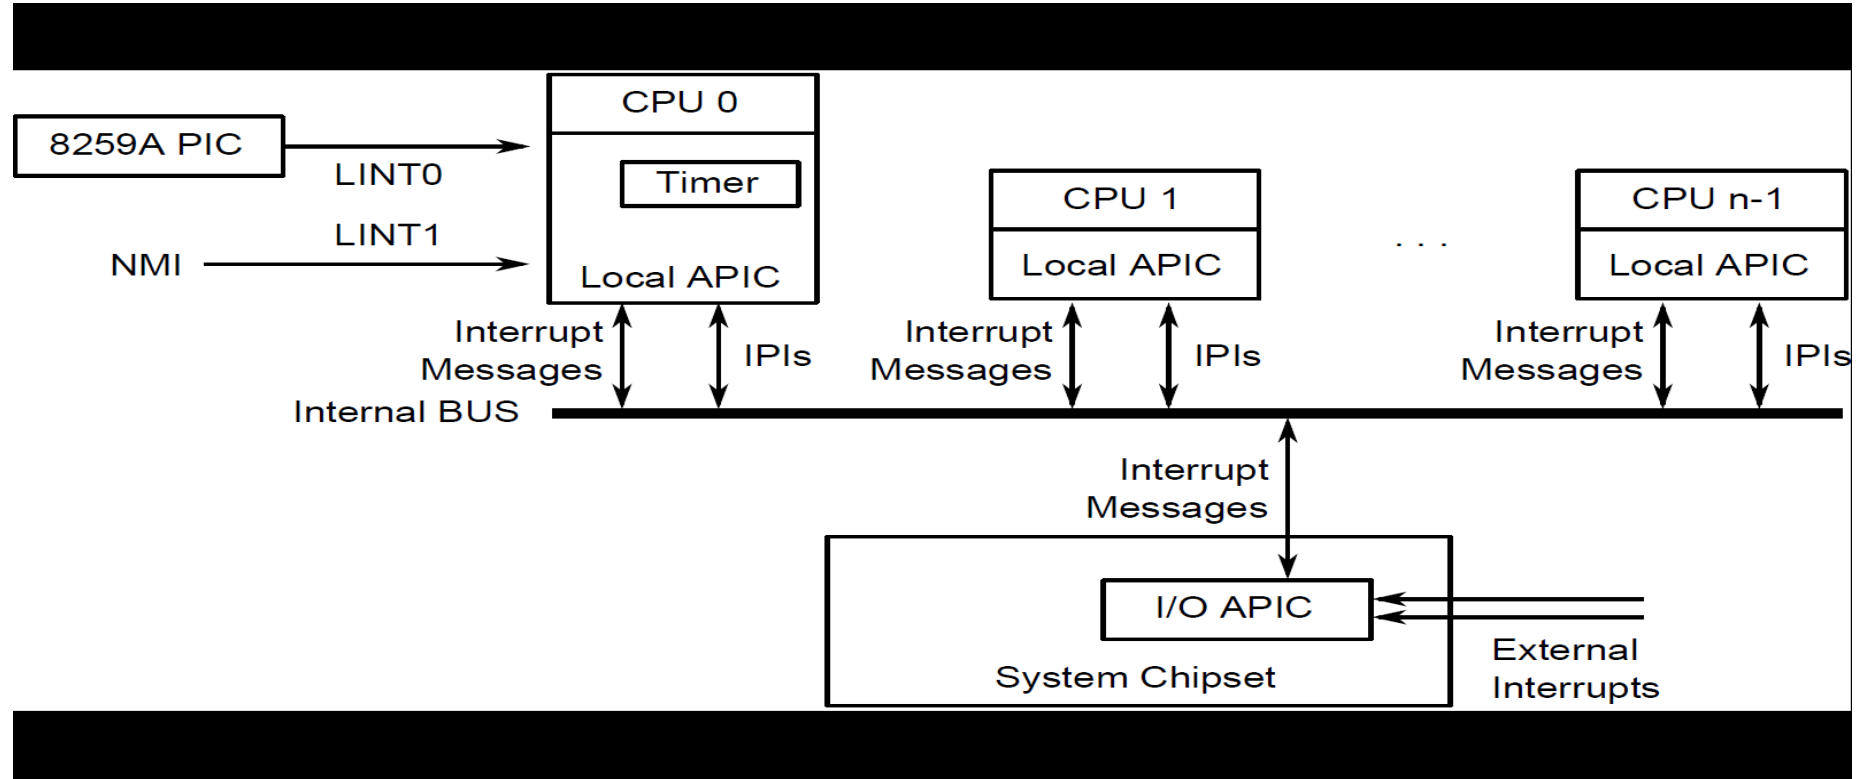 CPU 0
8259A PIC
LINT0
Timer
CPU 1
CPU n-1
LINT1
NMI
Local APIC
Local APIC
. . .
Local APIC
Interrupt
Messages
IPIs
Interrupt
Messages
IPIs
Interrupt
Messages
IPIs
Internal BUS
Interrupt
Messages
I/O APIC
System Chipset
External
Interrupts